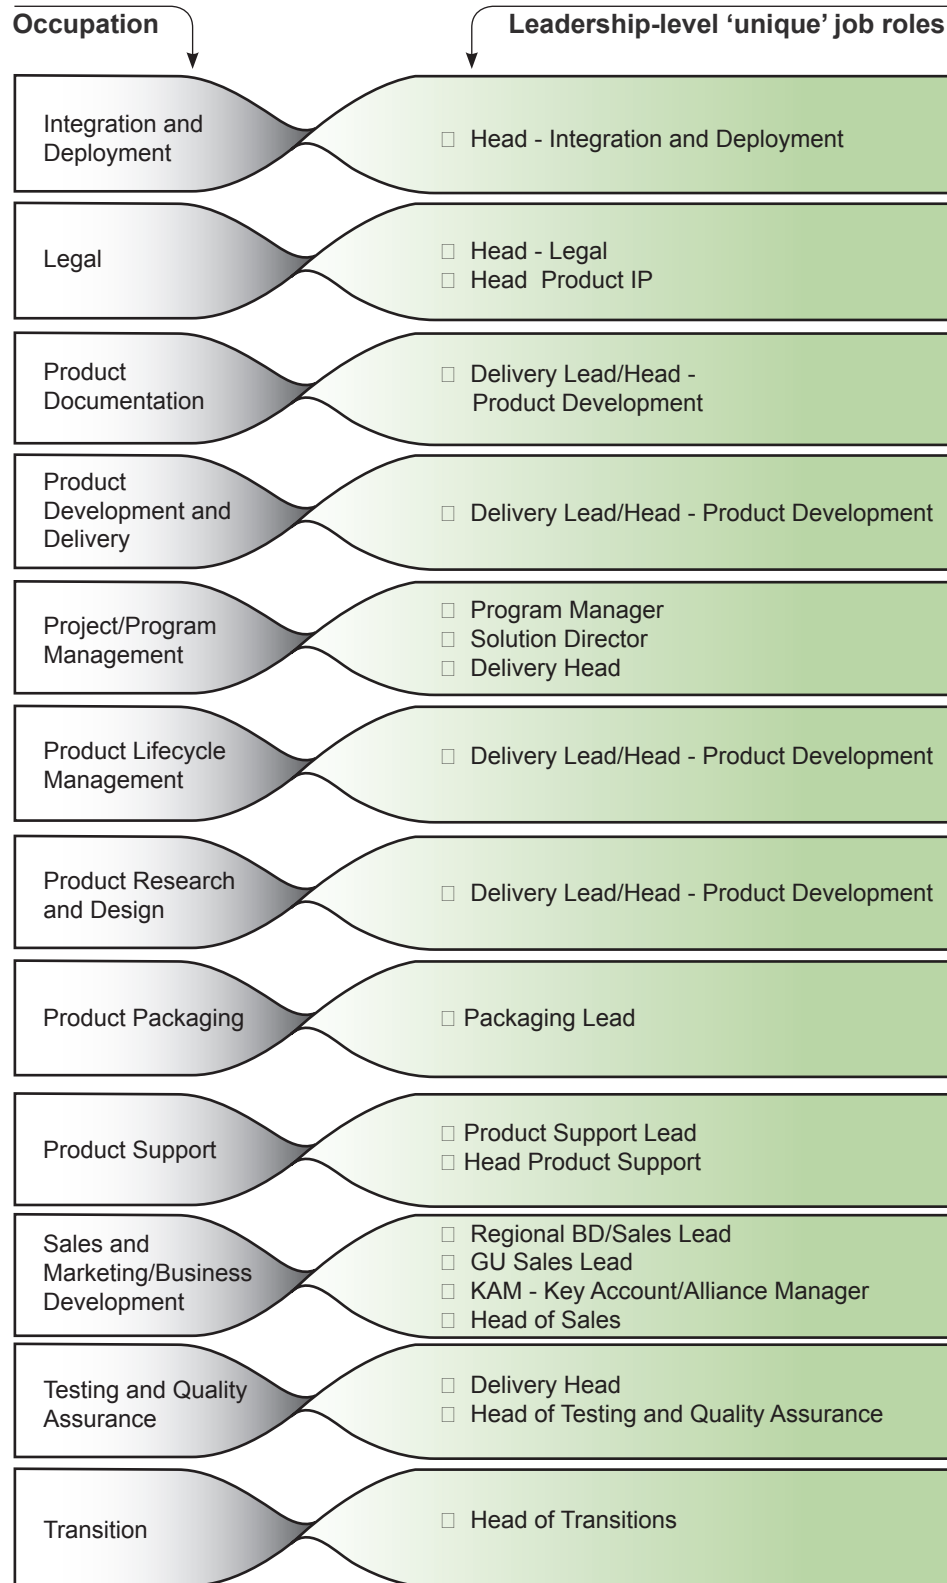 Occupation
Leadership-level ‘unique’ job roles
Integration and
Deployment
□ Head - Integration and Deployment
Legal
□ Head - Legal
□ Head Product IP
Product
Documentation
□ Delivery Lead/Head -
Product Development
Product
Development and
Delivery
□ Delivery Lead/Head - Product Development
Project/Program
Management
□ Program Manager
□ Solution Director
□ Delivery Head
Product Lifecycle
Management
□ Delivery Lead/Head - Product Development
Product Research
and Design
□ Delivery Lead/Head - Product Development
Product Packaging
□ Packaging Lead
Product Support
□ Product Support Lead
□ Head Product Support
Sales and
Marketing/Business
Development
□ Regional BD/Sales Lead
□ GU Sales Lead
□ KAM - Key Account/Alliance Manager
□ Head of Sales
Testing and Quality
Assurance
□ Delivery Head
□ Head of Testing and Quality Assurance
Transition
□ Head of Transitions